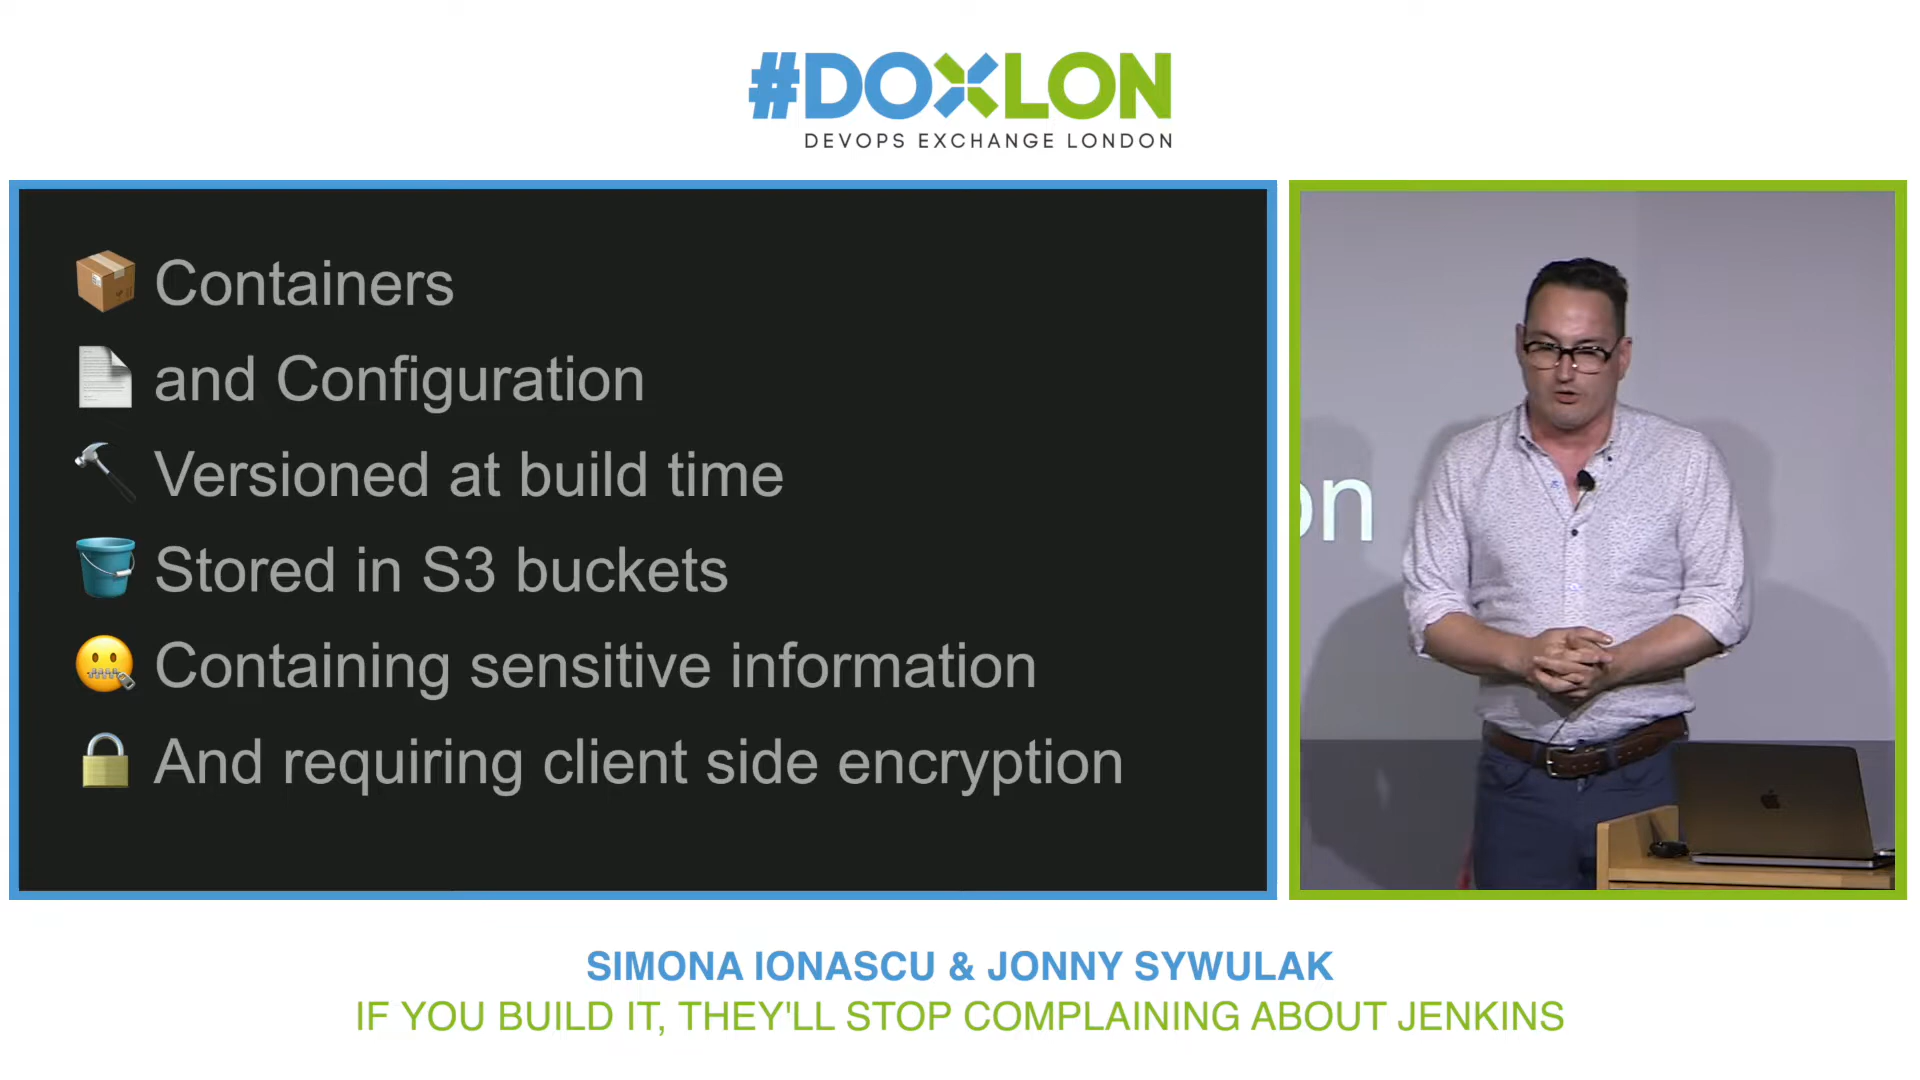 #DOXLON
DEVOPS EXCHANGE LONDON
Containers
and Configuration
Versioned at build time
Stored in S3 buckets
Containing sensitive information
And requiring client side encryption
on
SIMONA IONASCU & JONNY SYWULAK
IF YOU BUILD IT, THEY'LL STOP COMPLAINING ABOUT JENKINS